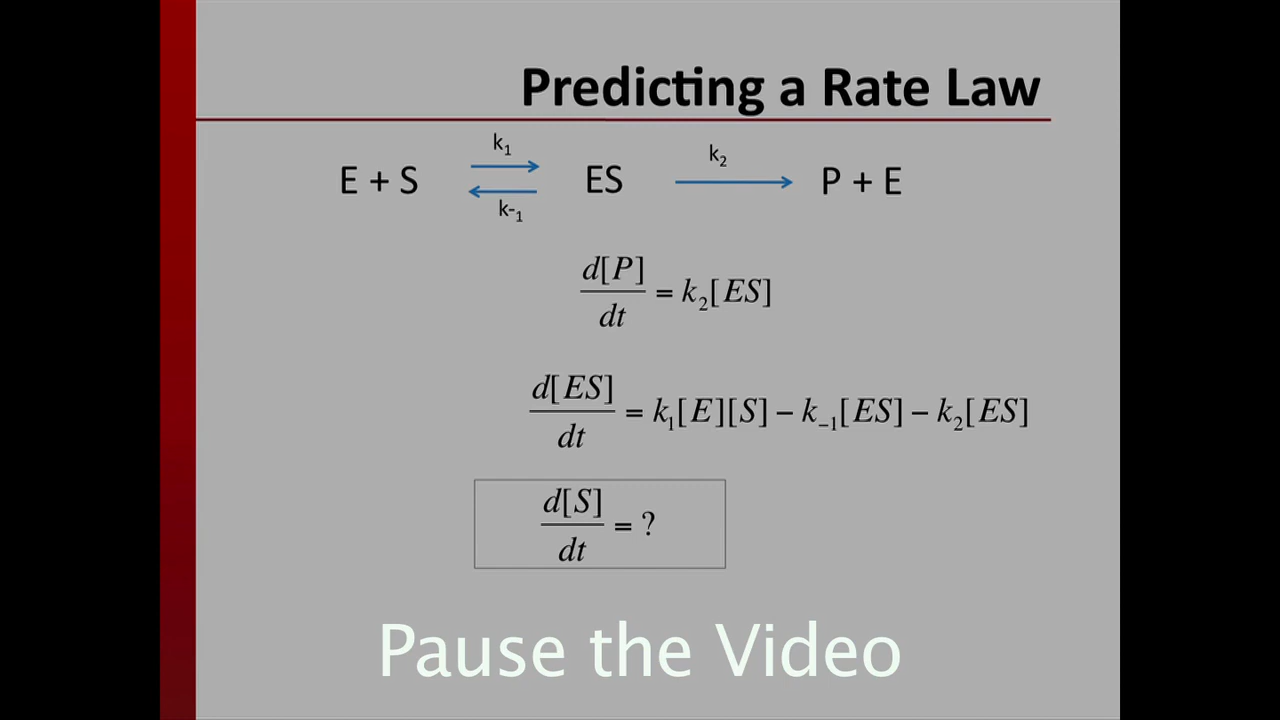 Predicting a Rate Law
k₁
k₂
E + S ES P + E
k-₁
d[P]/dt = k₂[ES]
d[ES]/dt = k₁[E][S] – k₋₁[ES] – k₂[ES]
d[S]/dt = ?
Pause the Video